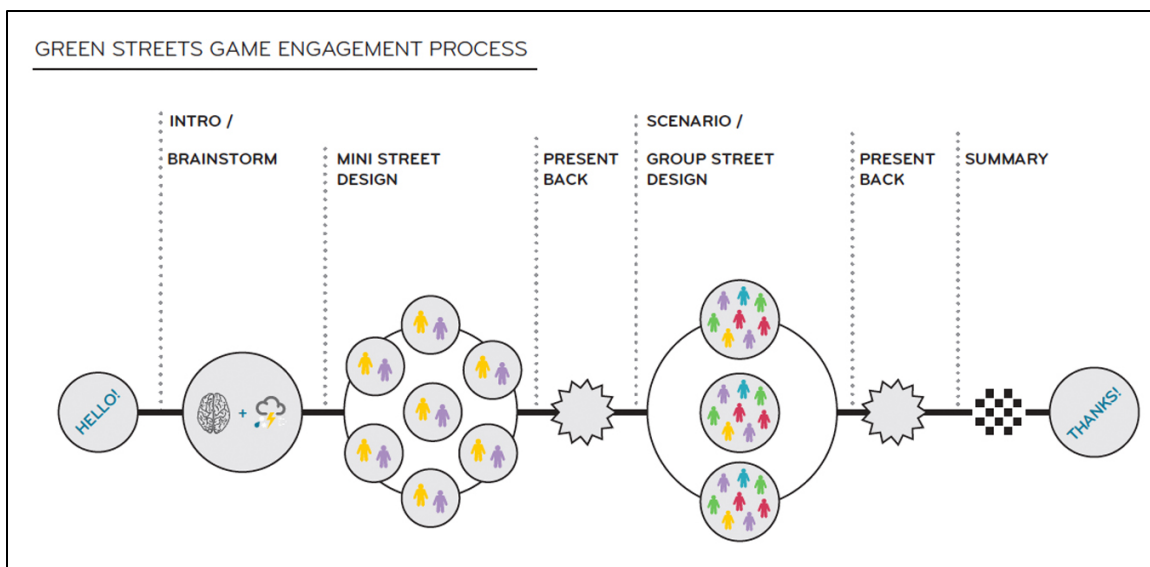 GREEN STREETS GAME ENGAGEMENT PROCESS
INTRO /
BRAINSTORM
MINI STREET
DESIGN
PRESENT
BACK
SCENARIO /
GROUP STREET
DESIGN
PRESENT
BACK
SUMMARY
HELLO!
+
THANKS!